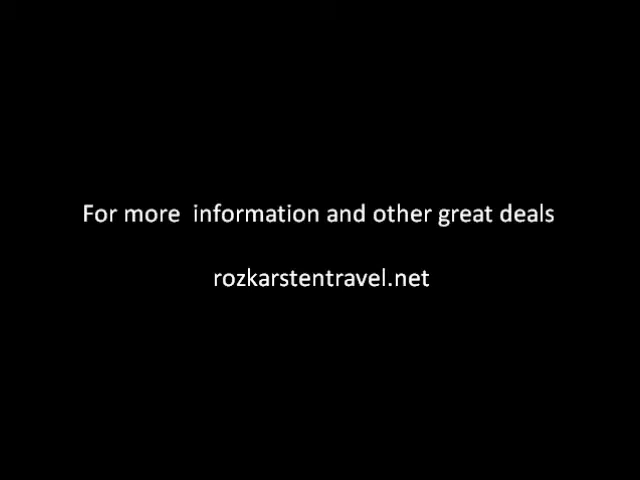 For more  information and other great deals
rozkarstentravel.net